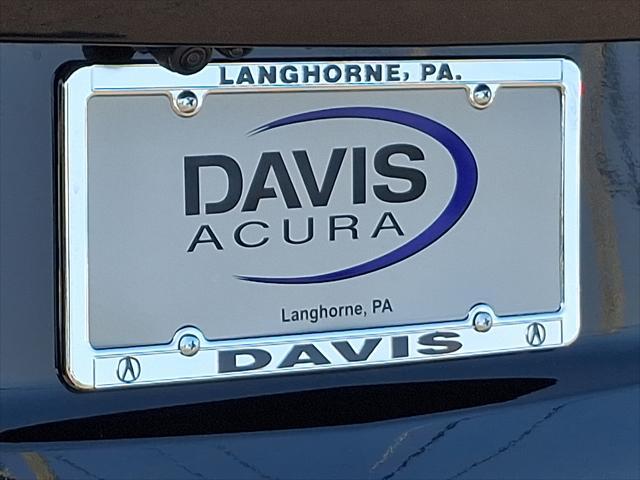 LANGHORNE, PA.
DAVIS
ACURA
Langhorne, PA
DAVIS